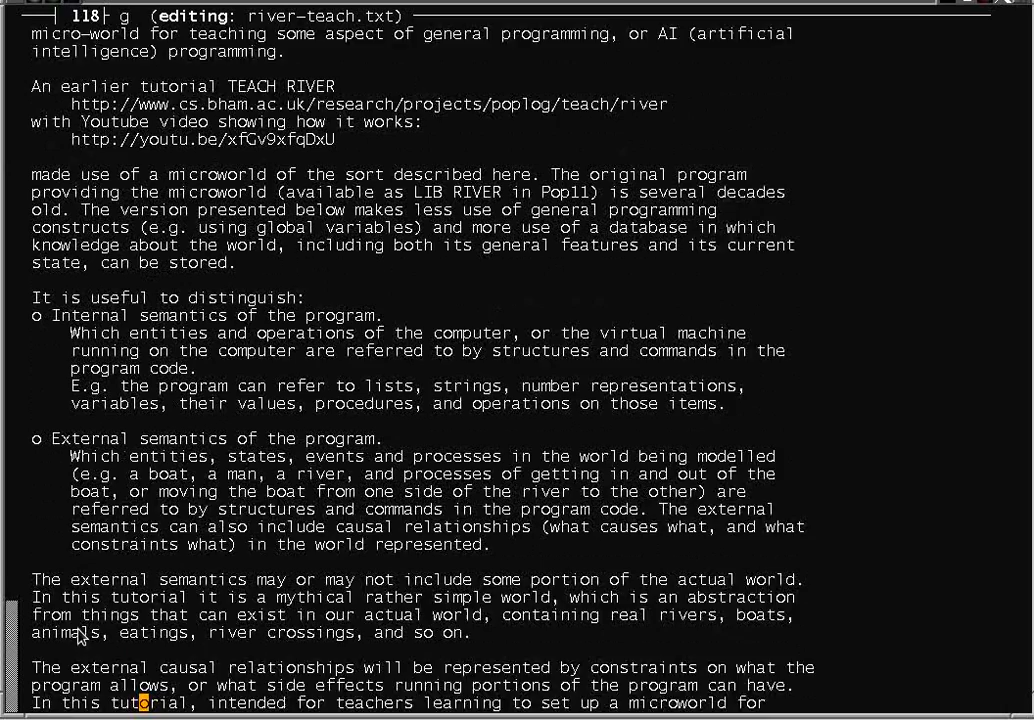 118 g (editing: river-teach.txt)
micro-world for teaching some aspect of general programming, or AI (artificial
intelligence) programming.
An earlier tutorial TEACH RIVER
http://www.cs.bham.ac.uk/research/projects/poplog/teach/river
with Youtube video showing how it works:
http://youtu.be/xfGv9xfqDxU
made use of a microworld of the sort described here. The original program
providing the microworld (available as LIB RIVER in Pop11) is several decades
old. The version presented below makes less use of general programming
constructs (e.g. using global variables) and more use of a database in which
knowledge about the world, including both its general features and its current
state, can be stored.
It is useful to distinguish:
o Internal semantics of the program.
Which entities and operations of the computer, or the virtual machine
running on the computer are referred to by structures and commands in the
program code.
E.g. the program can refer to lists, strings, number representations,
variables, their values, procedures, and operations on those items.
o External semantics of the program.
Which entities, states, events and processes in the world being modelled
(e.g. a boat, a man, a river, and processes of getting in and out of the
boat, or moving the boat from one side of the river to the other) are
referred to by structures and commands in the program code. The external
semantics can also include causal relationships (what causes what, and what
constraints what) in the world represented.
The external semantics may or may not include some portion of the actual world.
In this tutorial it is a mythical rather simple world, which is an abstraction
from things that can exist in our actual world, containing real rivers, boats,
animals, eatings, river crossings, and so on.
The external causal relationships will be represented by constraints on what the
program allows, or what side effects running portions of the program can have.
In this tutorial, intended for teachers learning to set up a microworld for